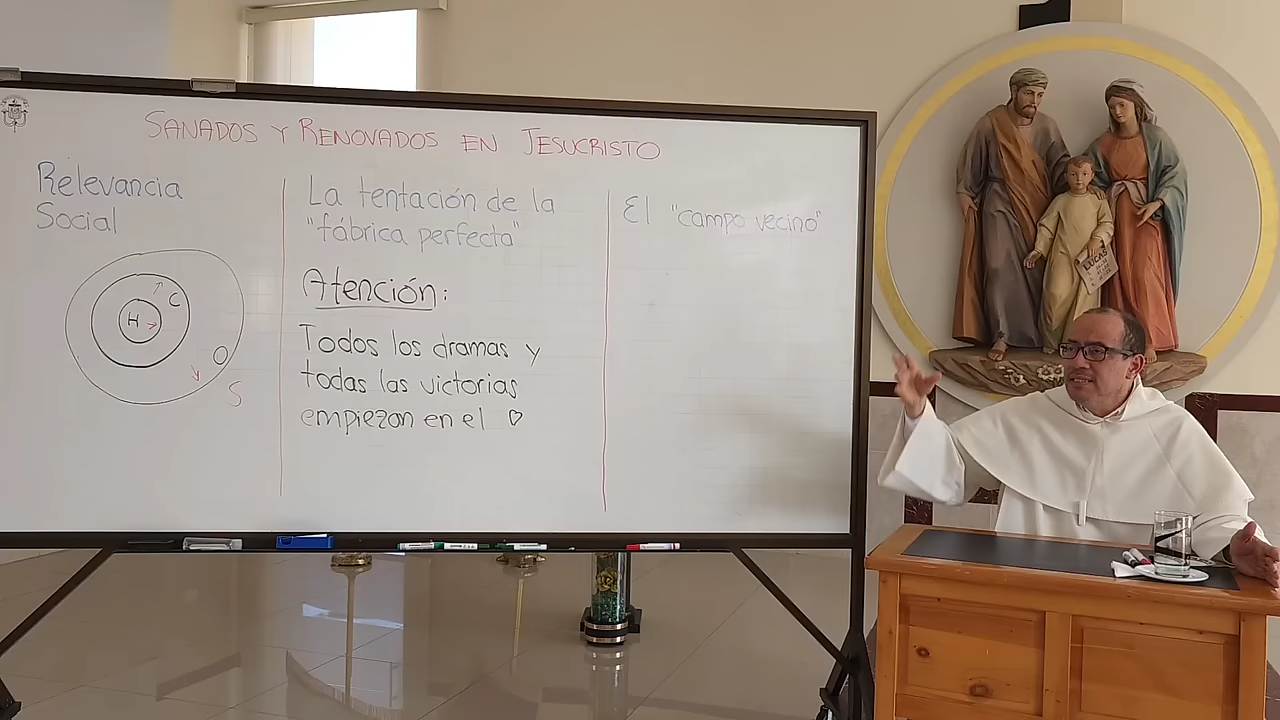 SANADOS Y RENOVADOS EN JESUCRISTO
Relevancia
Social
H
C
O
S
La tentación de la
"fábrica perfecta"
Atención:
Todos los dramas y
todas las victorias
empiezan en el ♡
El "campo vecino"
LUCAS